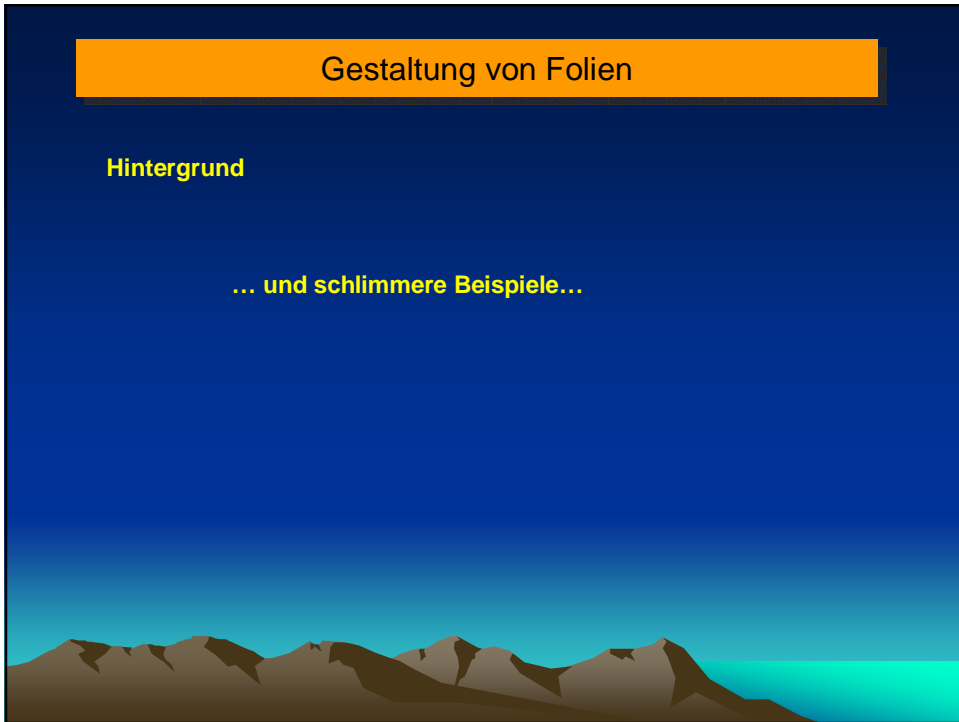 Gestaltung von Folien
Hintergrund
… und schlimmere Beispiele…